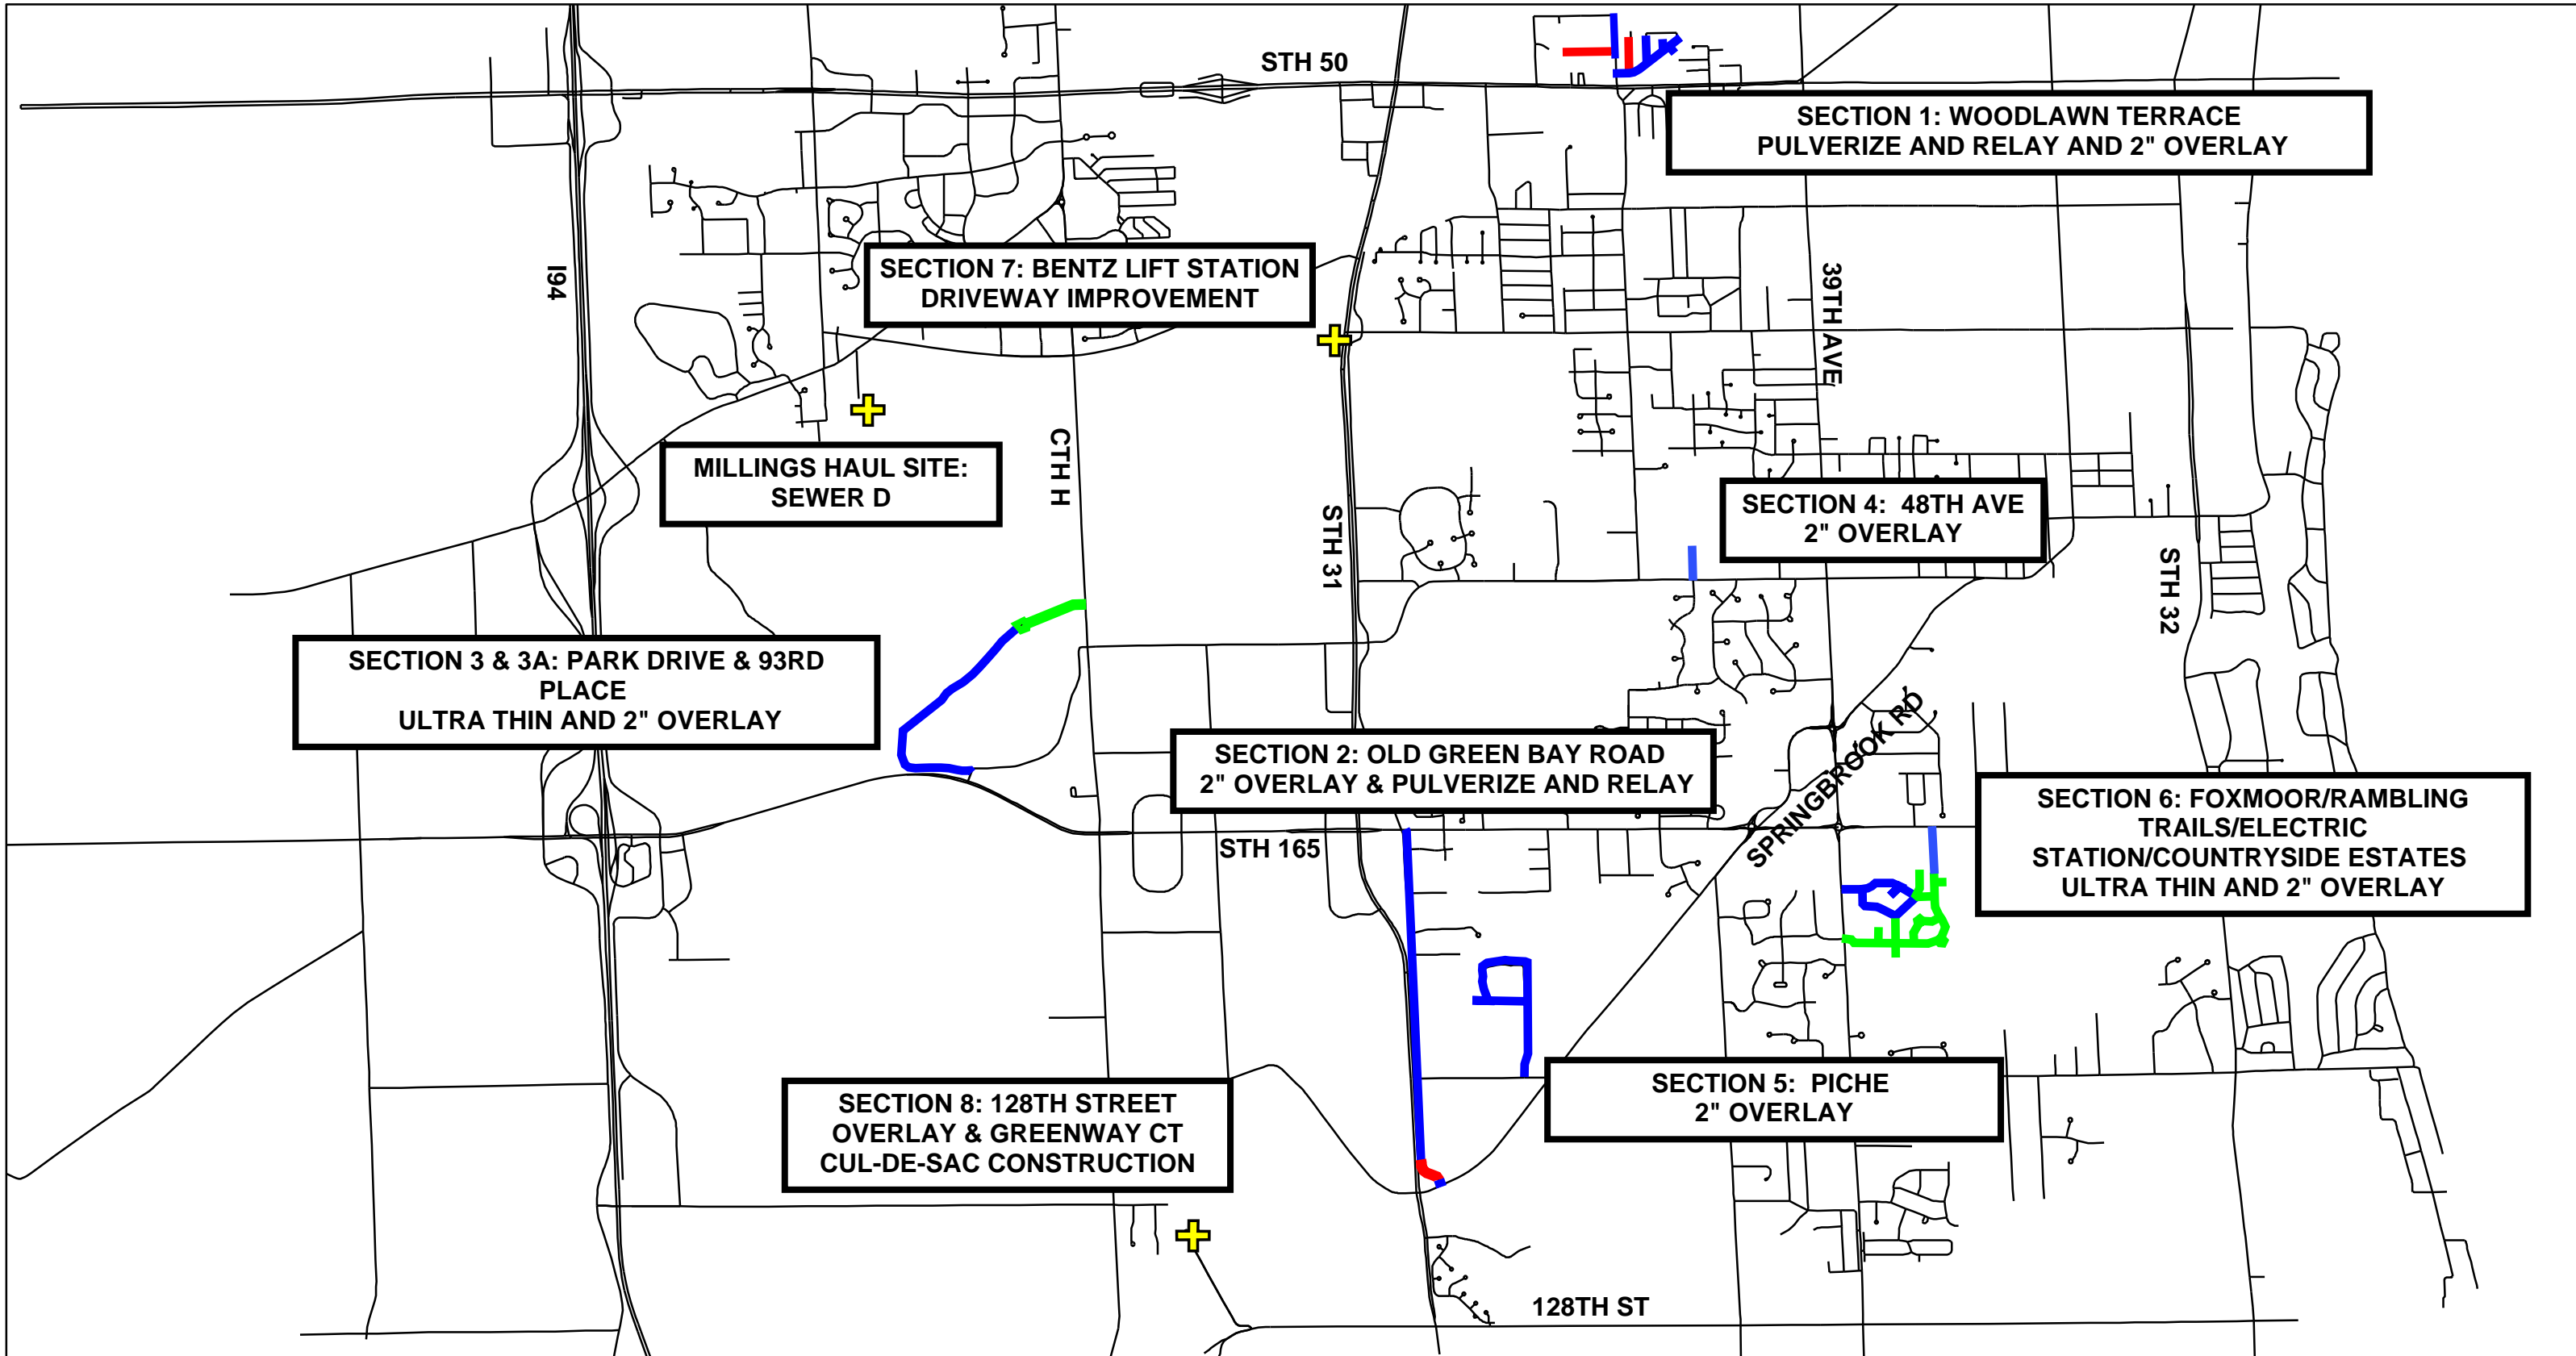 STH 50
SECTION 1: WOODLAWN TERRACE
PULVERIZE AND RELAY AND 2" OVERLAY
I94
SECTION 7: BENTZ LIFT STATION
DRIVEWAY IMPROVEMENT
39TH AVE
MILLINGS HAUL SITE:
SEWER D
CTH H
STH 31
SECTION 4: 48TH AVE
2" OVERLAY
STH 32
SECTION 3 & 3A: PARK DRIVE & 93RD
PLACE
ULTRA THIN AND 2" OVERLAY
SECTION 2: OLD GREEN BAY ROAD
2" OVERLAY & PULVERIZE AND RELAY
SPRINGBROOK RD
STH 165
SECTION 6: FOXMOOR/RAMBLING
TRAILS/ELECTRIC
STATION/COUNTRYSIDE ESTATES
ULTRA THIN AND 2" OVERLAY
SECTION 8: 128TH STREET
OVERLAY & GREENWAY CT
CUL-DE-SAC CONSTRUCTION
SECTION 5: PICHE
2" OVERLAY
128TH ST